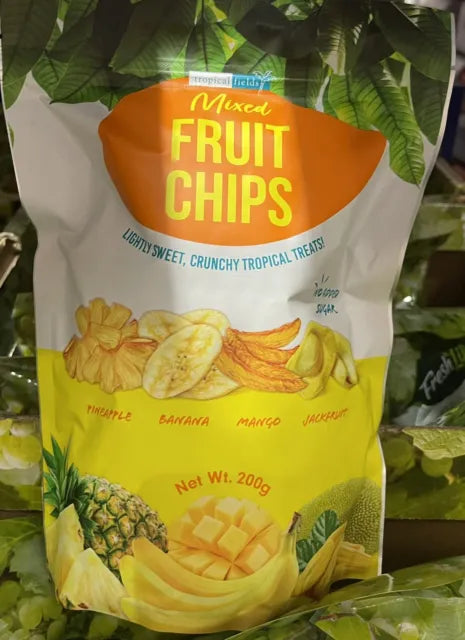 tropical fields
Mixed
FRUIT
CHIPS
LIGHTLY SWEET, CRUNCHY TROPICAL TREATS!
NO ADDED
SUGAR
PINEAPPLE BANANA MANGO JACKFRUIT
Net Wt. 200g
Fresh